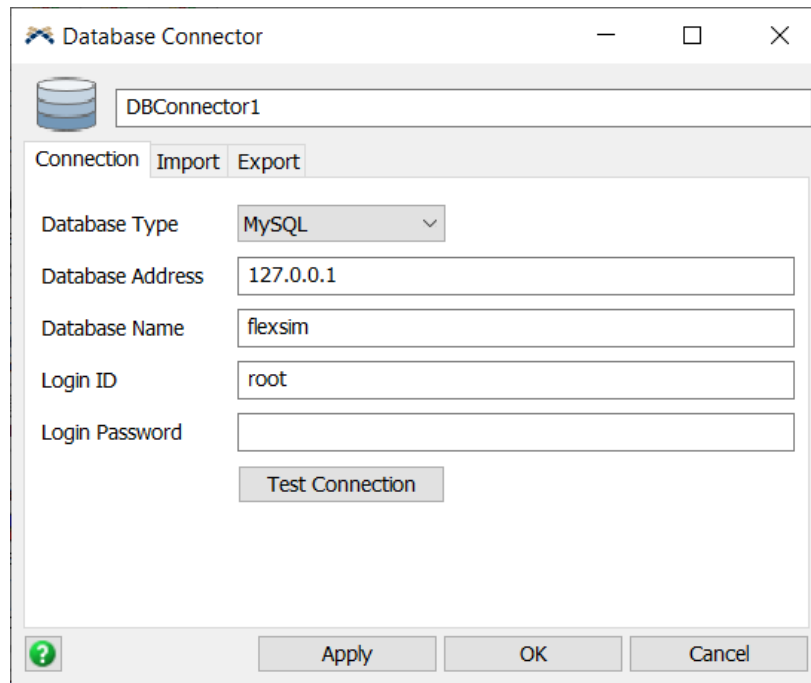 Database Connector
DBConnector1
Connection Import Export
Database Type MySQL
Database Address 127.0.0.1
Database Name flexsim
Login ID root
Login Password
Test Connection
? Apply OK Cancel